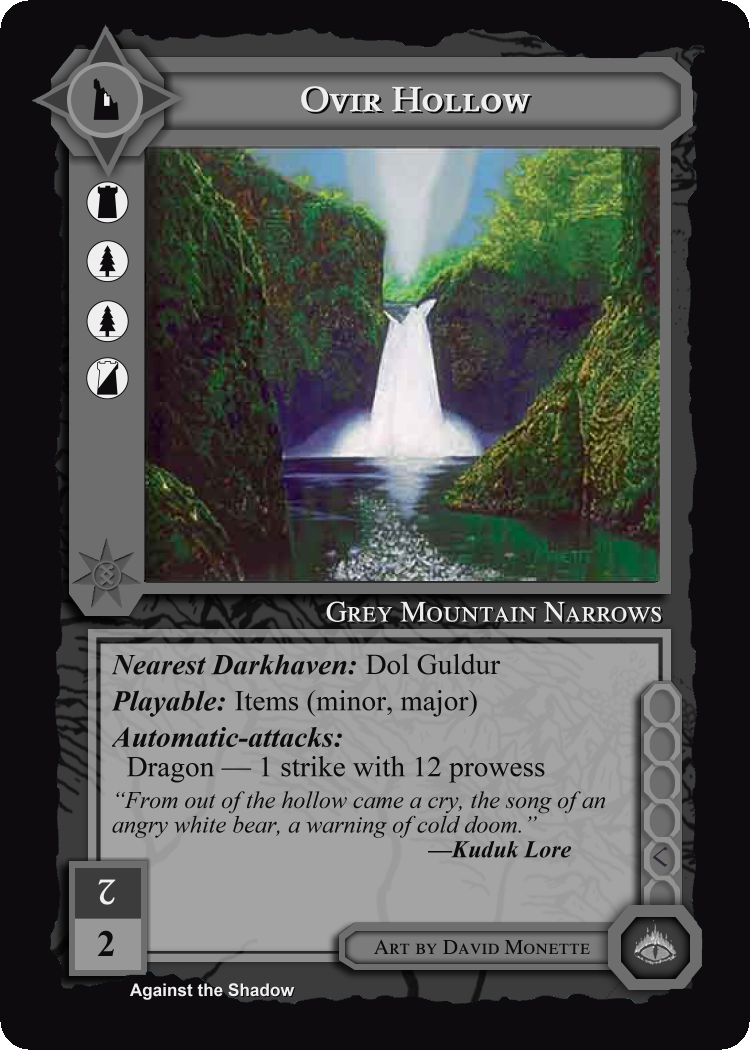 Ovir Hollow
Grey Mountain Narrows
Nearest Darkhaven: Dol Guldur
Playable: Items (minor, major)
Automatic-attacks:
Dragon — 1 strike with 12 prowess
“From out of the hollow came a cry, the song of an
angry white bear, a warning of cold doom.”
—Kuduk Lore
2
2
Art by David Monette
Against the Shadow